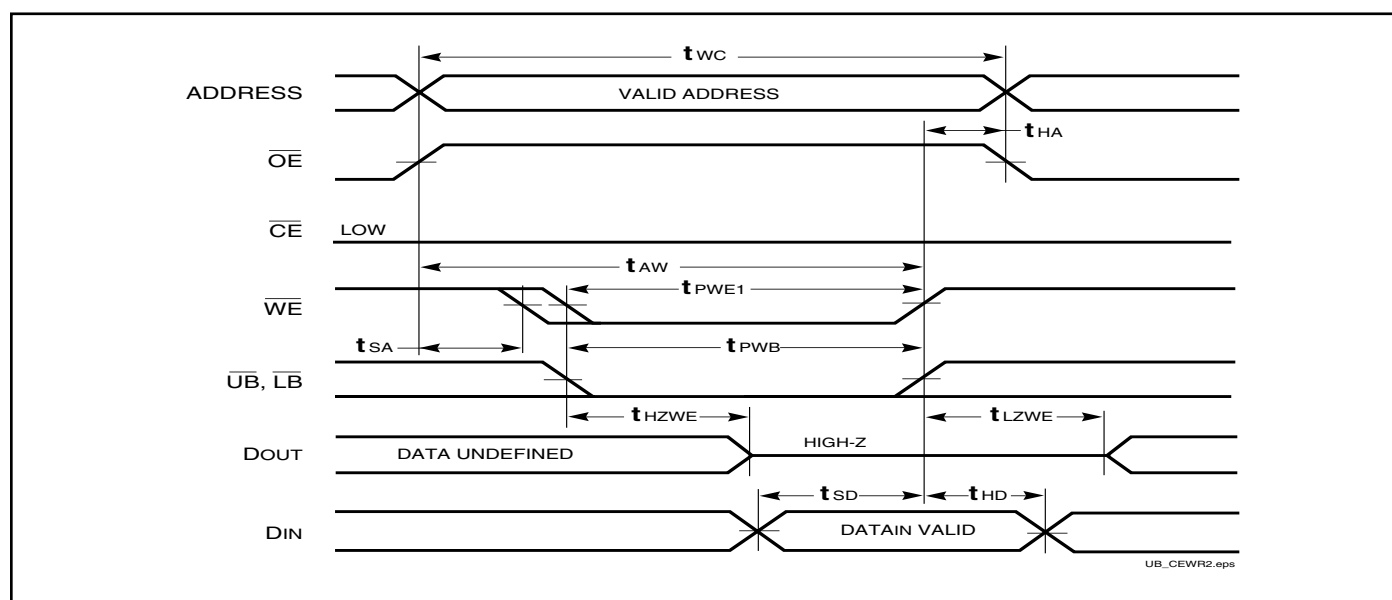 tWC
ADDRESS VALID ADDRESS
tHA
OE
CE LOW
tAW
WE tPWE1
tSA tPWB
UB, LB
tHZWE tLZWE
DOUT DATA UNDEFINED HIGH-Z
tSD tHD
DIN DATAIN VALID
UB_CEWR2.eps